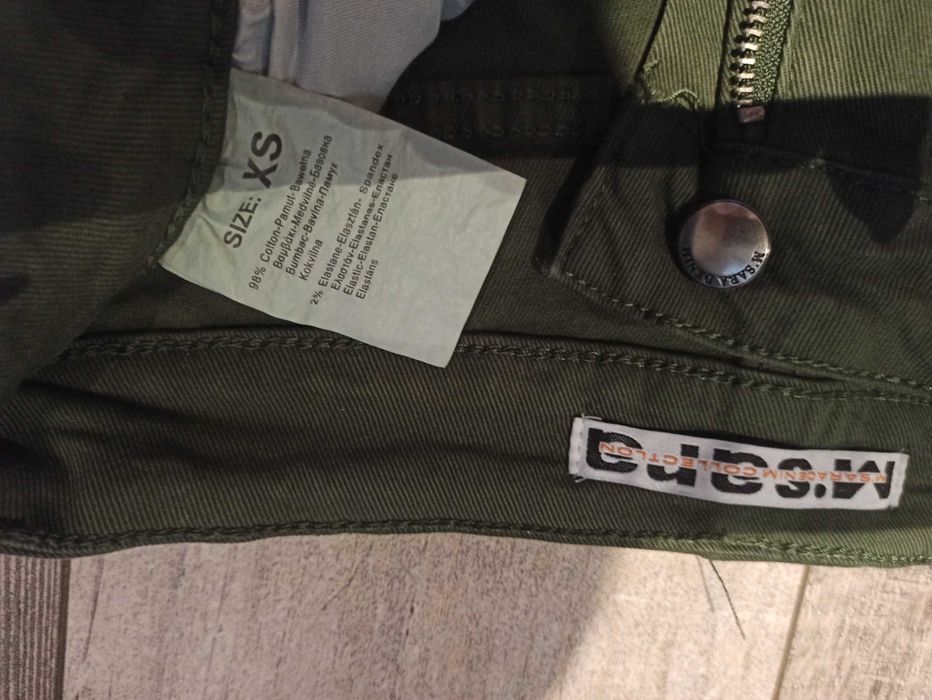 SIZE: XS
98% Cotton-Pamut-Bawełna
Βαμβάκι-Medvilnė-Бавовна
Bumbac-Bavlna-Памук
Kokvilna
2% Elastane-Elasztán- Spandex
Ελαστάν-Elastanas-Еластан
Elastic-Elastan-Еластане
Elastāns
M'SARA DENIM
M'SARA
M'SARA DENIM COLLECTION